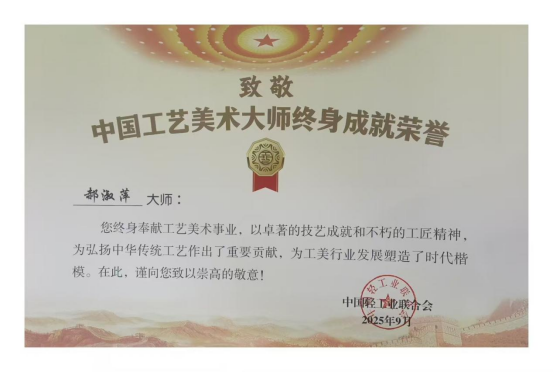 致敬
中国工艺美术大师终身成就荣誉
郝淑萍 大师：
您终身奉献工艺美术事业，以卓著的技艺成就和不朽的工匠精神，
为弘扬中华传统工艺作出了重要贡献，为工美行业发展塑造了时代楷
模。在此，谨向您致以崇高的敬意！
中国轻工业联合会
2025年9月